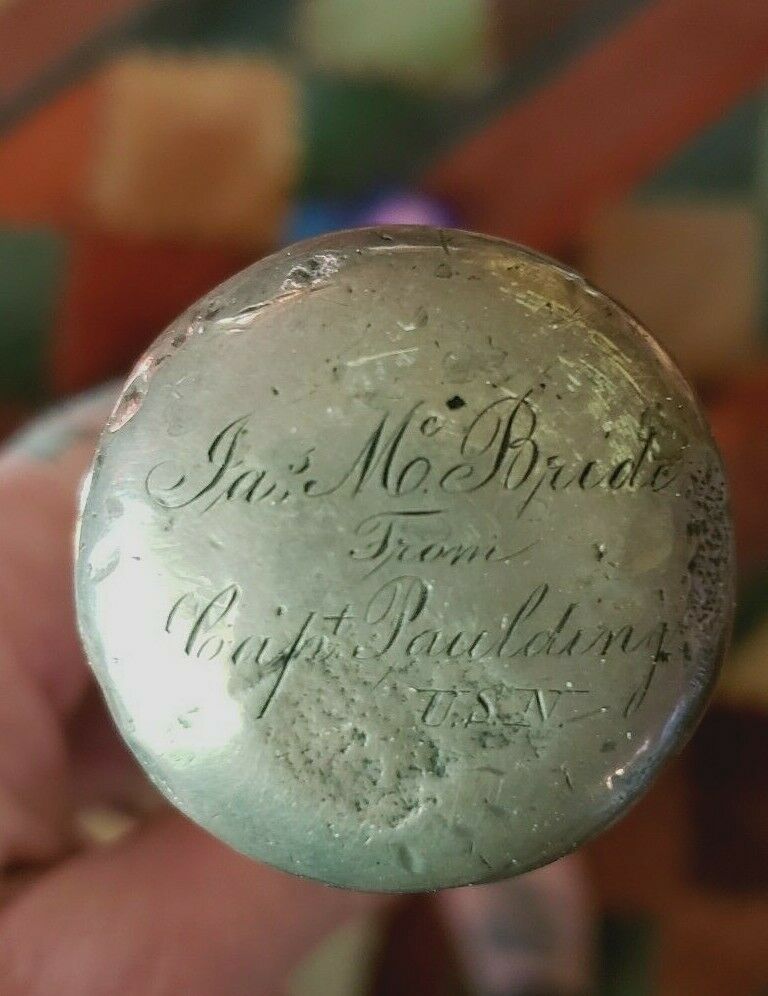 Jas. Mc. Bride
From
Capt. Paulding
U.S.N.